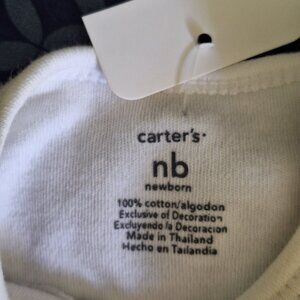 carter's
nb
newborn
100% cotton/algodon
Exclusive of Decoration
Excluyendo la Decoracion
Made in Thailand
Hecho en Tailandia